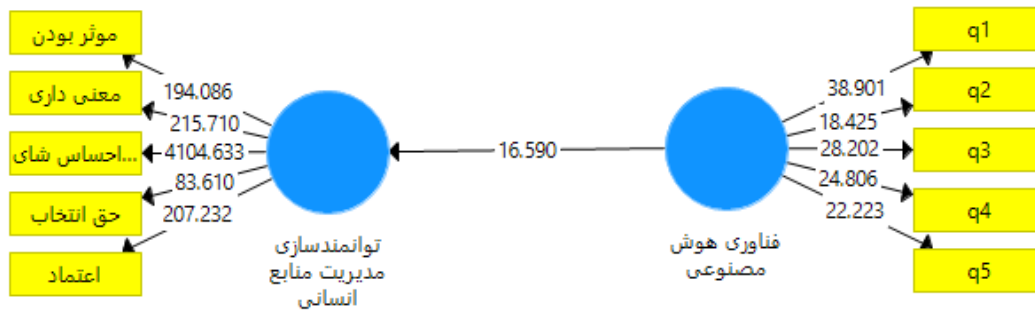 موثر بودن
معنی داری
احساس شای...
حق انتخاب
اعتماد
194.086
215.710
4104.633
83.610
207.232
توانمندسازی
مدیریت منابع
انسانی
16.590
فناوری هوش
مصنوعی
38.901
18.425
28.202
24.806
22.223
q1
q2
q3
q4
q5